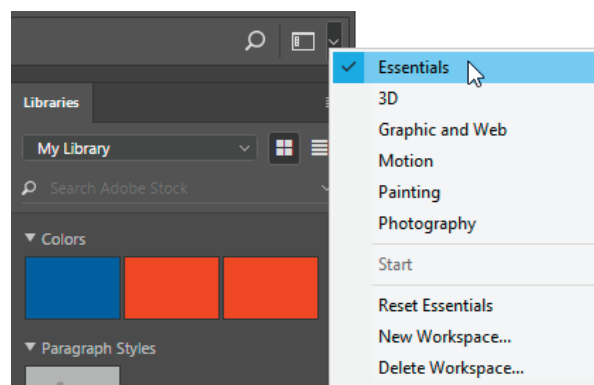 Essentials
3D
Graphic and Web
Motion
Painting
Photography
Start
Reset Essentials
New Workspace...
Delete Workspace...
Libraries
My Library
Search Adobe Stock
Colors
Paragraph Styles